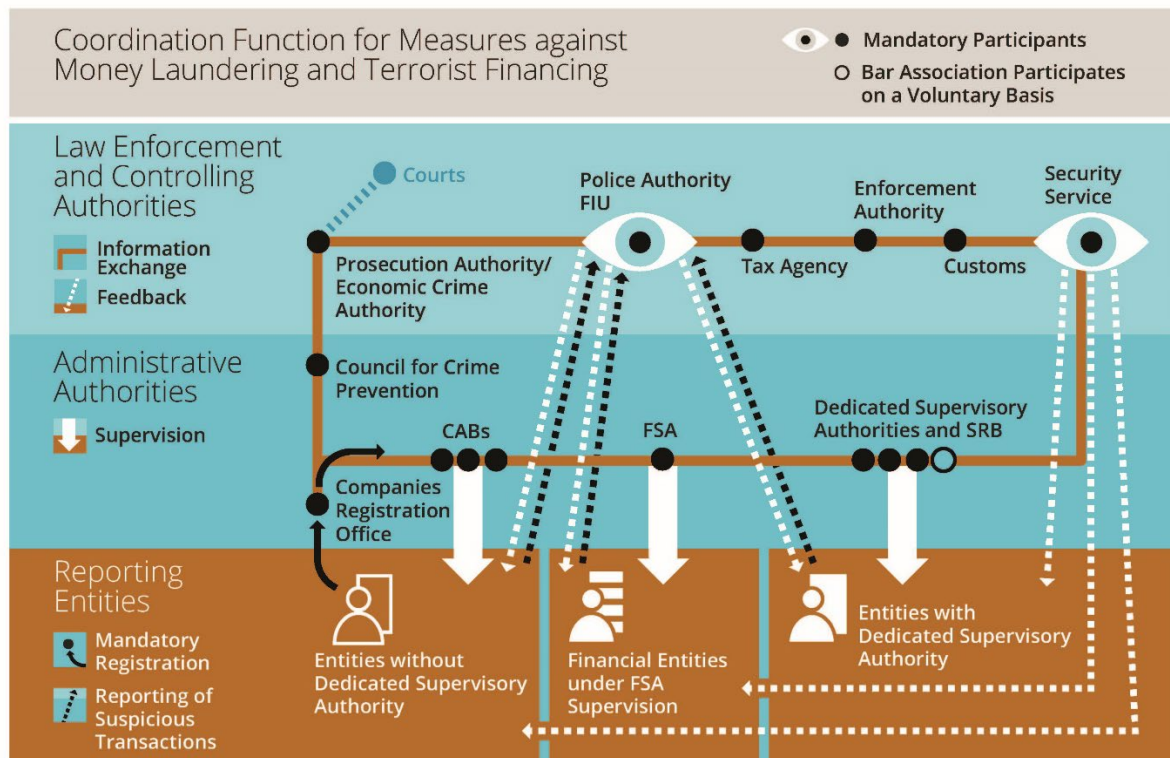 Coordination Function for Measures against
Money Laundering and Terrorist Financing
Mandatory Participants
Bar Association Participates
on a Voluntary Basis
Law Enforcement
and Controlling
Authorities
Information
Exchange
Feedback
Courts
Police Authority
FIU
Enforcement
Authority
Security
Service
Prosecution Authority/
Economic Crime
Authority
Tax Agency
Customs
Administrative
Authorities
Supervision
Council for Crime
Prevention
CABs
FSA
Dedicated Supervisory
Authorities and SRB
Companies
Registration
Office
Reporting
Entities
Mandatory
Registration
Reporting of
Suspicious
Transactions
Entities without
Dedicated Supervisory
Authority
Financial Entities
under FSA
Supervision
Entities with
Dedicated Supervisory
Authority